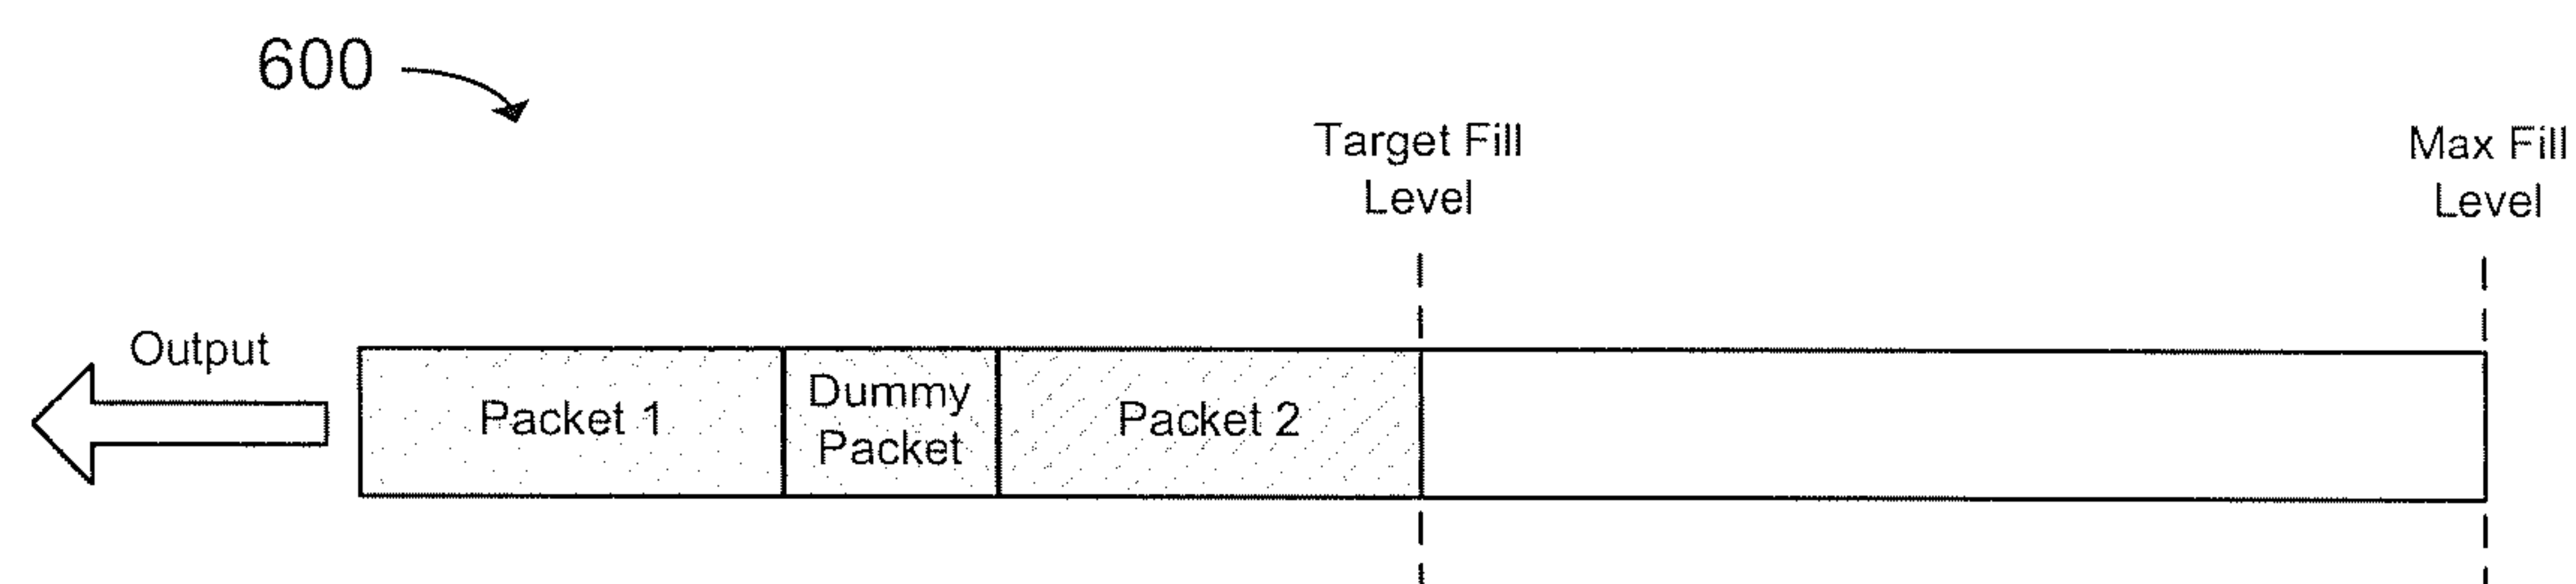 600
Target Fill
Level
Max Fill
Level
Output
Packet 1
Dummy
Packet
Packet 2